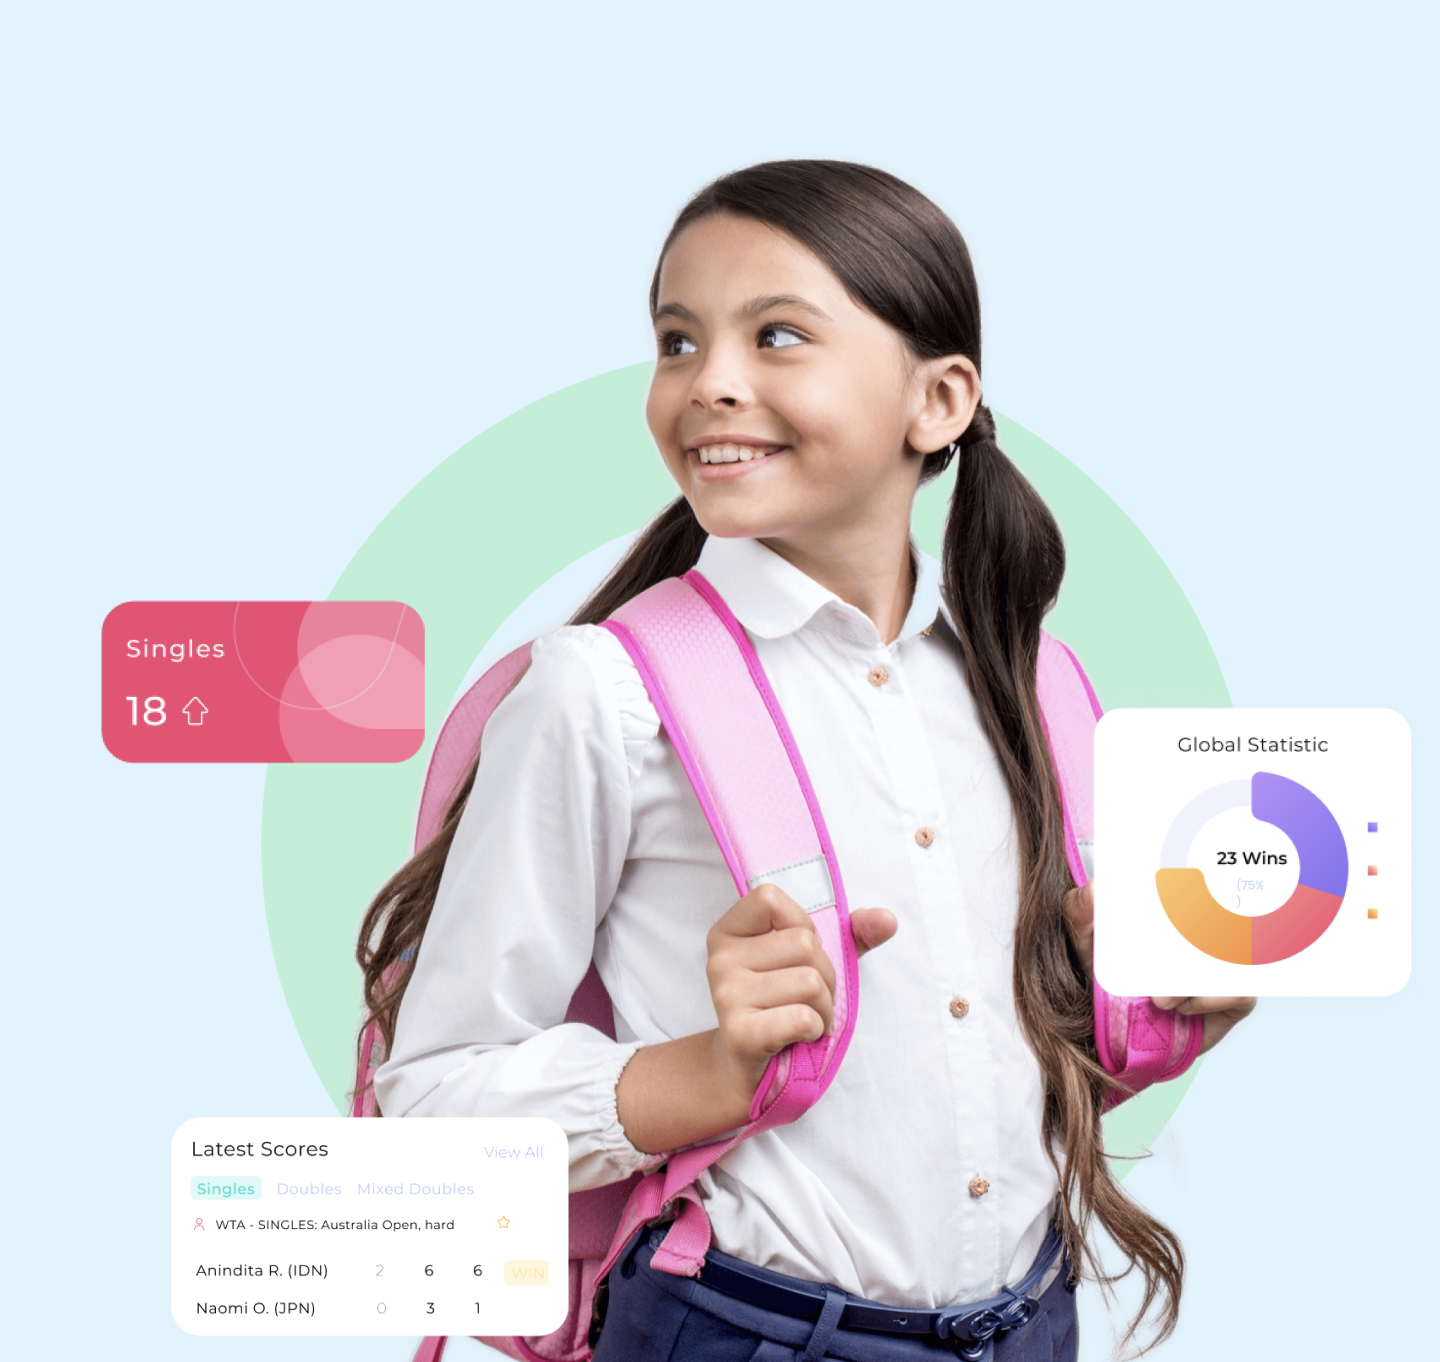 Singles
18
Global Statistic
23 Wins
(75%
)
Latest Scores
View All
Singles Doubles Mixed Doubles
WTA - SINGLES: Australia Open, hard
Anindita R. (IDN) 2 6 6 WIN
Naomi O. (JPN) 0 3 1